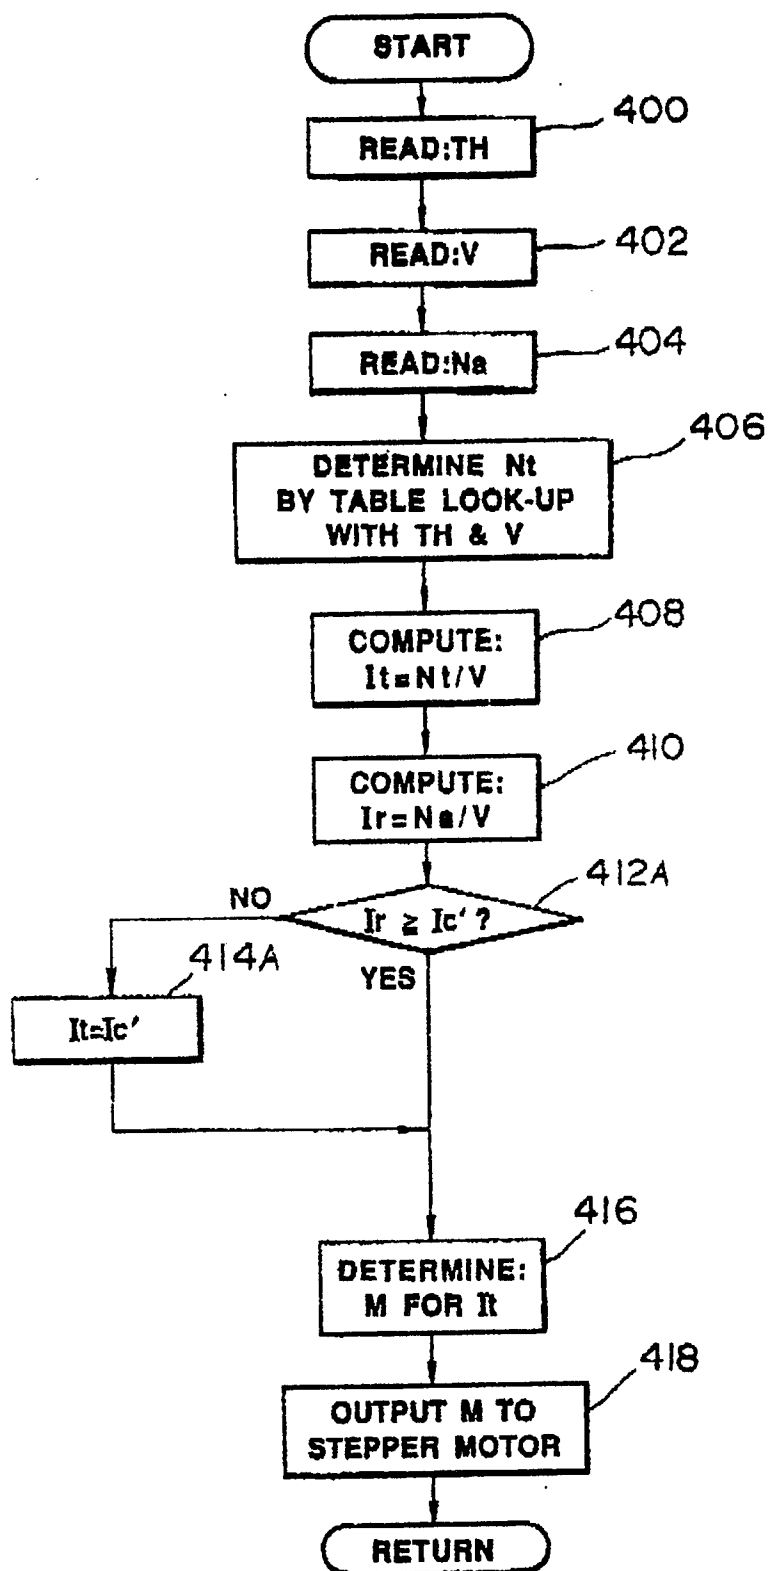 START
400
READ:TH
402
READ:V
404
READ:Na
406
DETERMINE Nt
BY TABLE LOOK-UP
WITH TH & V
408
COMPUTE:
It=Nt/V
410
COMPUTE:
Ir=Na/V
412A
Ir ≧ Ic′?
NO
YES
414A
It=Ic′
416
DETERMINE:
M FOR It
418
OUTPUT M TO
STEPPER MOTOR
RETURN